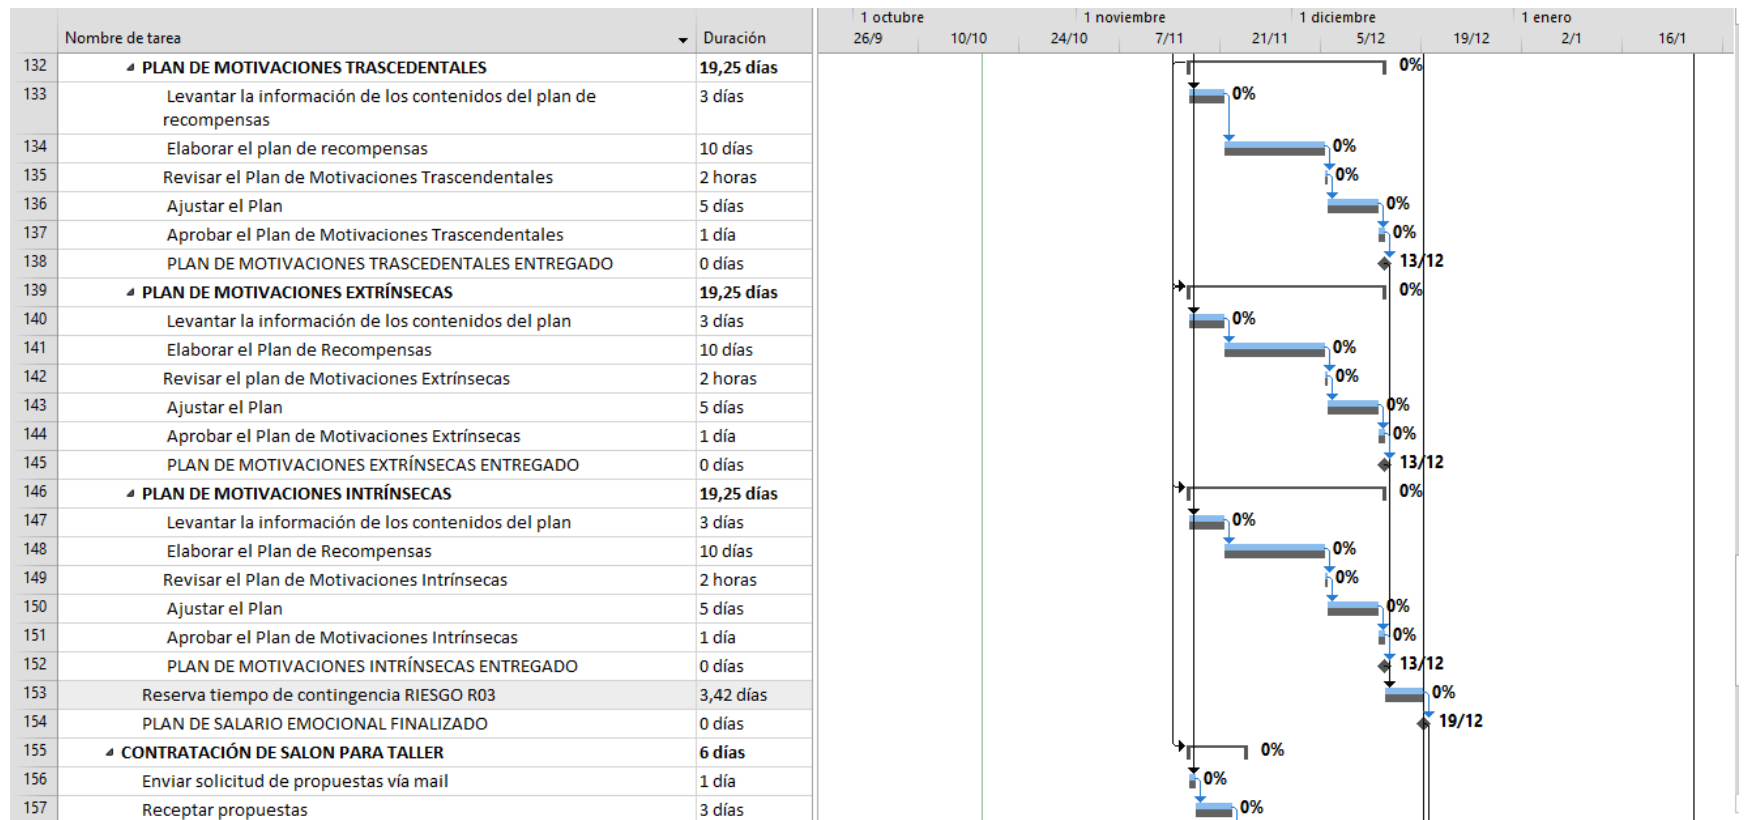 1 octubre 1 noviembre 1 diciembre 1 enero
Nombre de tarea Duración 26/9 10/10 24/10 7/11 21/11 5/12 19/12 2/1 16/1
132 PLAN DE MOTIVACIONES TRASCEDENTALES 19,25 días 0%
133 Levantar la información de los contenidos del plan de 3 días 0%
recompensas
134 Elaborar el plan de recompensas 10 días 0%
135 Revisar el Plan de Motivaciones Trascendentales 2 horas 0%
136 Ajustar el Plan 5 días 0%
137 Aprobar el Plan de Motivaciones Trascendentales 1 día 0%
138 PLAN DE MOTIVACIONES TRASCEDENTALES ENTREGADO 0 días 13/12
139 PLAN DE MOTIVACIONES EXTRÍNSECAS 19,25 días 0%
140 Levantar la información de los contenidos del plan 3 días 0%
141 Elaborar el Plan de Recompensas 10 días 0%
142 Revisar el plan de Motivaciones Extrínsecas 2 horas 0%
143 Ajustar el Plan 5 días 0%
144 Aprobar el Plan de Motivaciones Extrínsecas 1 día 0%
145 PLAN DE MOTIVACIONES EXTRÍNSECAS ENTREGADO 0 días 13/12
146 PLAN DE MOTIVACIONES INTRÍNSECAS 19,25 días 0%
147 Levantar la información de los contenidos del plan 3 días 0%
148 Elaborar el Plan de Recompensas 10 días 0%
149 Revisar el Plan de Motivaciones Intrínsecas 2 horas 0%
150 Ajustar el Plan 5 días 0%
151 Aprobar el Plan de Motivaciones Intrínsecas 1 día 0%
152 PLAN DE MOTIVACIONES INTRÍNSECAS ENTREGADO 0 días 13/12
153 Reserva tiempo de contingencia RIESGO R03 3,42 días 0%
154 PLAN DE SALARIO EMOCIONAL FINALIZADO 0 días 19/12
155 CONTRATACIÓN DE SALON PARA TALLER 6 días 0%
156 Enviar solicitud de propuestas vía mail 1 día 0%
157 Receptar propuestas 3 días 0%